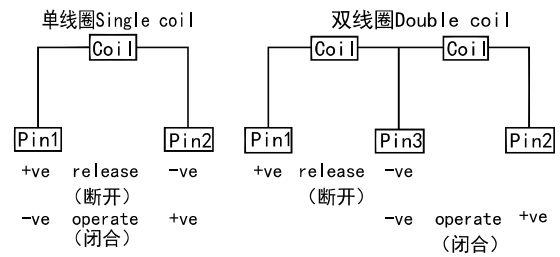 单线圈Single coil 双线圈Double coil
Coil Coil Coil
Pin1 Pin2 Pin1 Pin3 Pin2
+ve release -ve +ve release -ve
(断开) (断开)
-ve operate +ve -ve operate +ve
(闭合) (闭合)